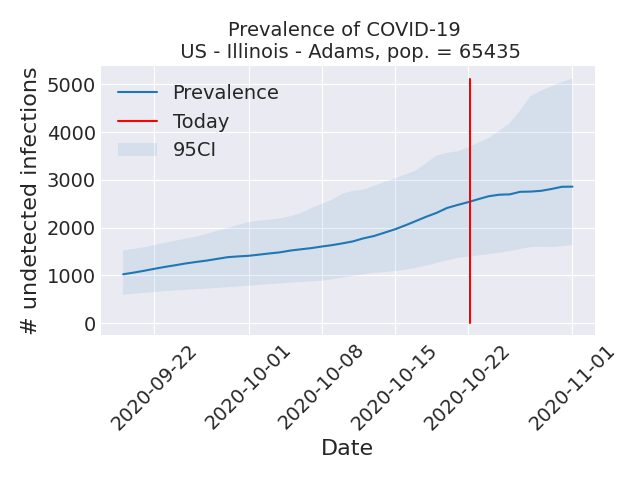 Prevalence of COVID-19
US - Illinois - Adams, pop. = 65435
# undetected infections
5000
4000
3000
2000
1000
0
Prevalence
Today
95CI
2020-09-22
2020-10-01
2020-10-08
2020-10-15
2020-10-22
2020-11-01
Date